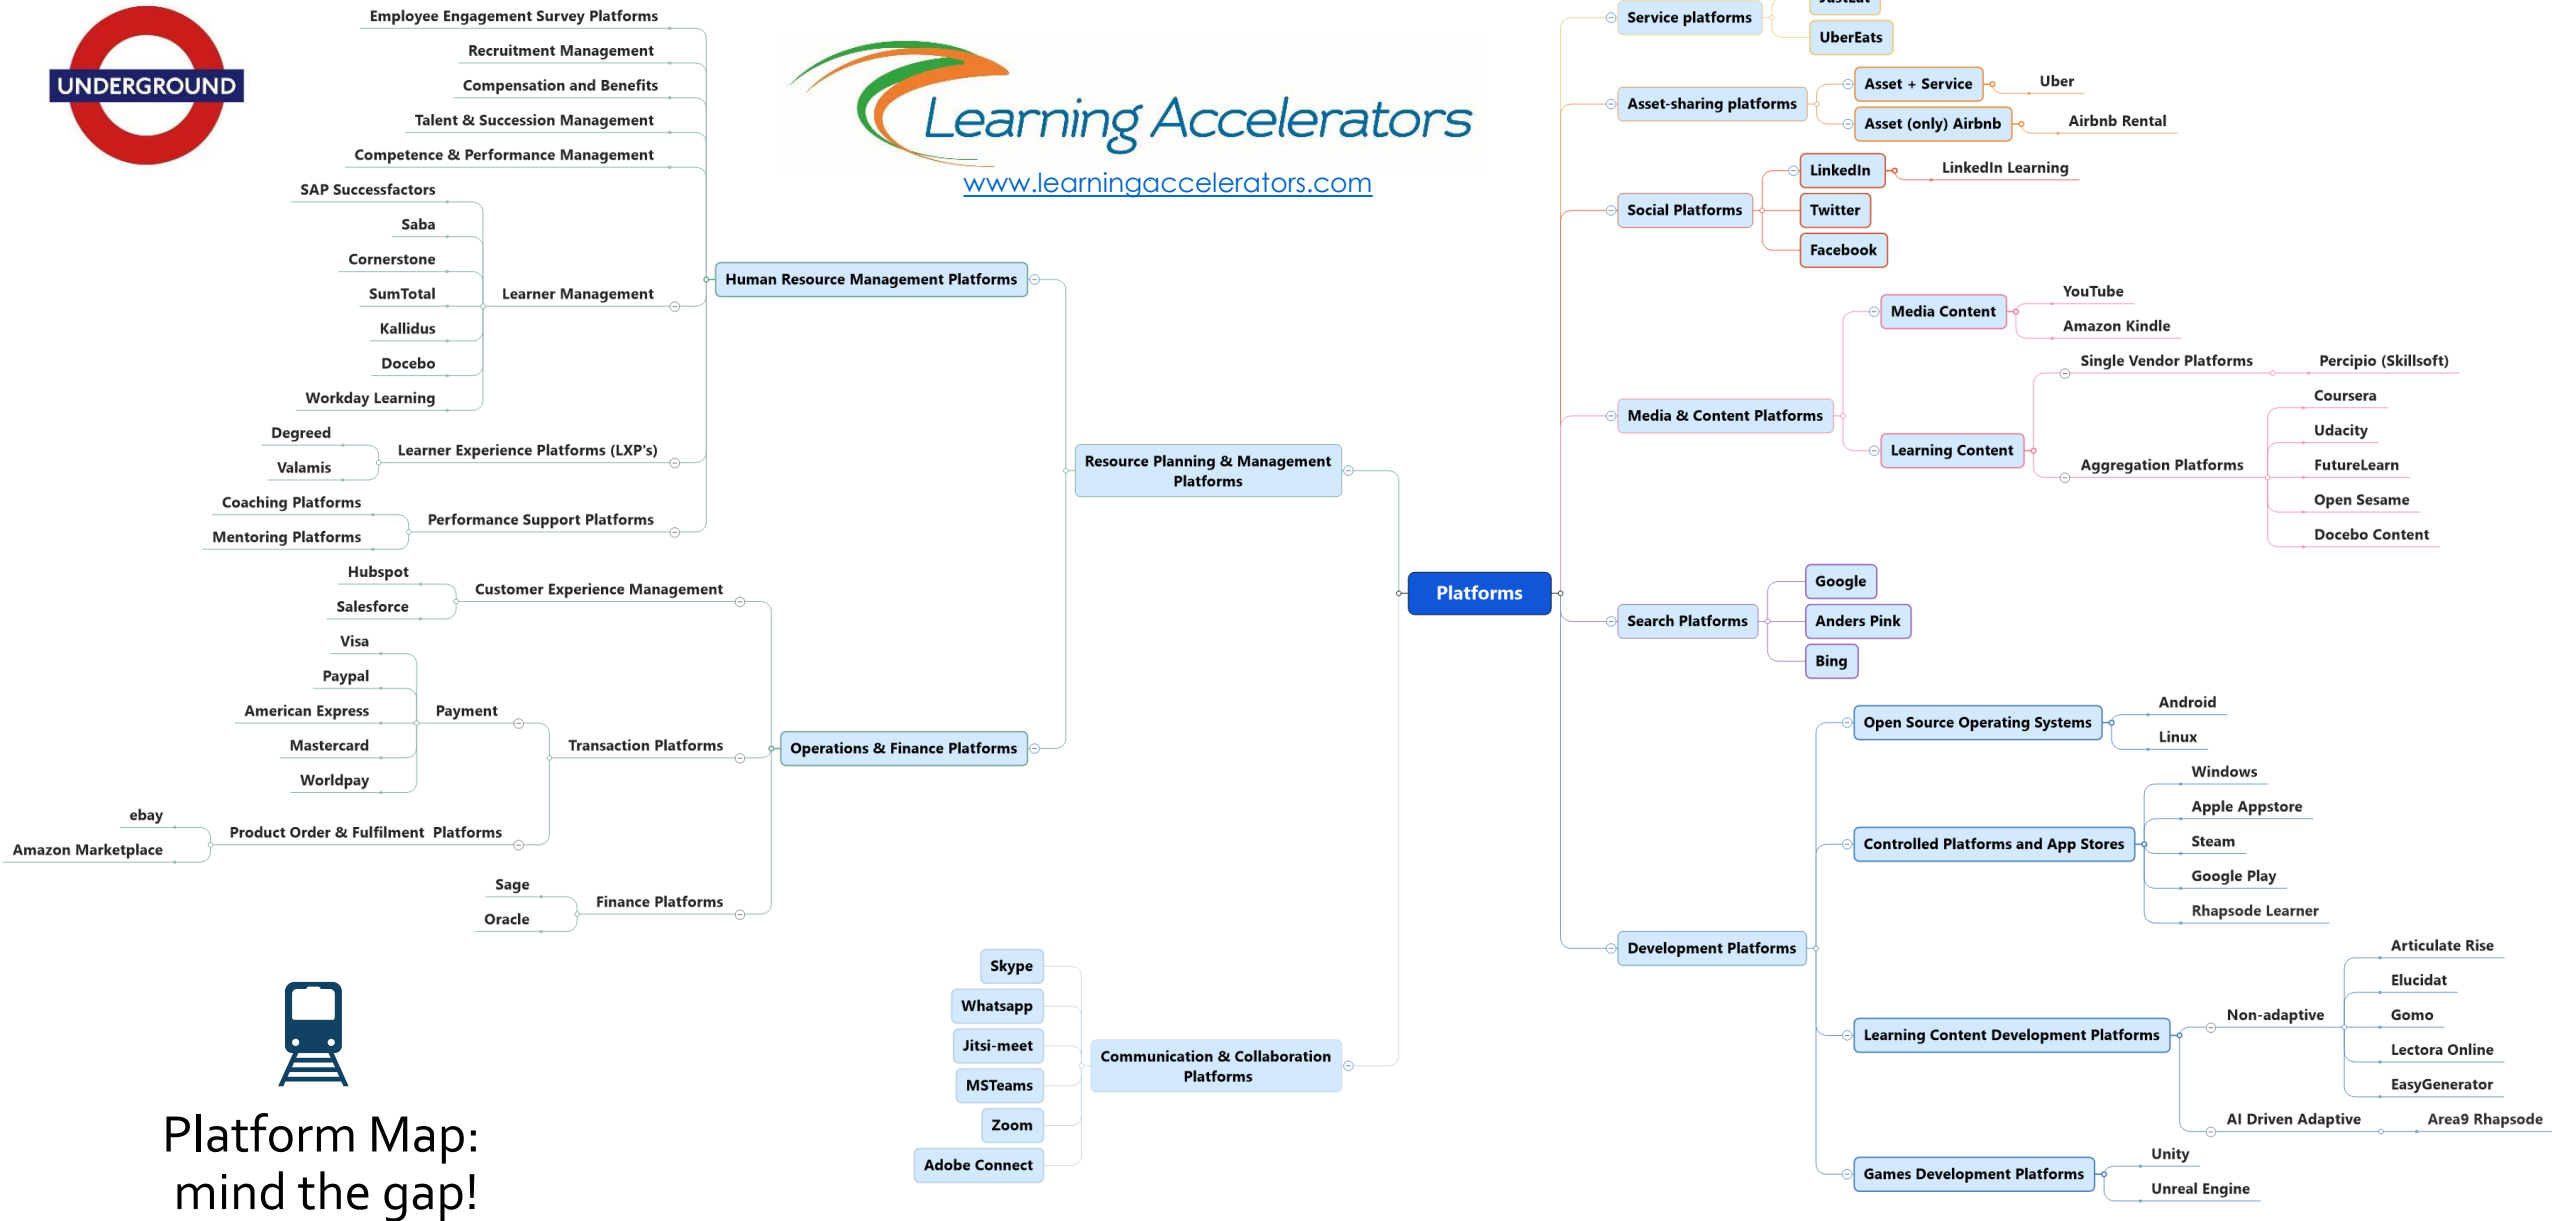 UNDERGROUND
Learning Accelerators
www.learningaccelerators.com
Platforms
Resource Planning & Management
Platforms
Human Resource Management Platforms
Employee Engagement Survey Platforms
Recruitment Management
Compensation and Benefits
Talent & Succession Management
Competence & Performance Management
Learner Management
SAP Successfactors
Saba
Cornerstone
SumTotal
Kallidus
Docebo
Workday Learning
Learner Experience Platforms (LXP's)
Degreed
Valamis
Performance Support Platforms
Coaching Platforms
Mentoring Platforms
Operations & Finance Platforms
Customer Experience Management
Hubspot
Salesforce
Transaction Platforms
Payment
Visa
Paypal
American Express
Mastercard
Worldpay
Product Order & Fulfilment Platforms
ebay
Amazon Marketplace
Finance Platforms
Sage
Oracle
Communication & Collaboration
Platforms
Skype
Whatsapp
Jitsi-meet
MSTeams
Zoom
Adobe Connect
Service platforms
JustEat
UberEats
Asset-sharing platforms
Asset + Service
Uber
Asset (only) Airbnb
Airbnb Rental
Social Platforms
LinkedIn
LinkedIn Learning
Twitter
Facebook
Media & Content Platforms
Media Content
YouTube
Amazon Kindle
Learning Content
Single Vendor Platforms
Percipio (Skillsoft)
Aggregation Platforms
Coursera
Udacity
FutureLearn
Open Sesame
Docebo Content
Search Platforms
Google
Anders Pink
Bing
Development Platforms
Open Source Operating Systems
Android
Linux
Controlled Platforms and App Stores
Windows
Apple Appstore
Steam
Google Play
Rhapsode Learner
Learning Content Development Platforms
Non-adaptive
Articulate Rise
Elucidat
Gomo
Lectora Online
EasyGenerator
AI Driven Adaptive
Area9 Rhapsode
Games Development Platforms
Unity
Unreal Engine
Platform Map:
mind the gap!